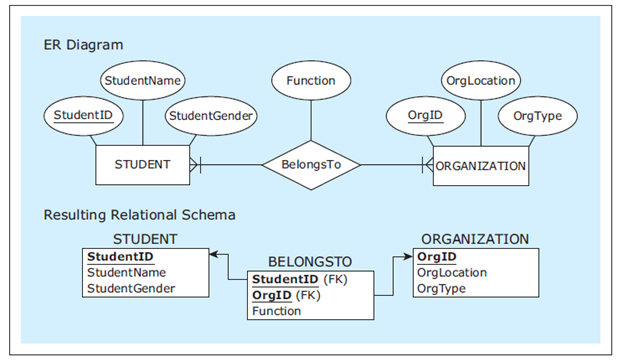 ER Diagram
StudentName
Function
OrgLocation
StudentID
StudentGender
OrgID
OrgType
STUDENT
BelongsTo
ORGANIZATION
Resulting Relational Schema
STUDENT
StudentID
StudentName
StudentGender
BELONGSTO
StudentID (FK)
OrgID (FK)
Function
ORGANIZATION
OrgID
OrgLocation
OrgType